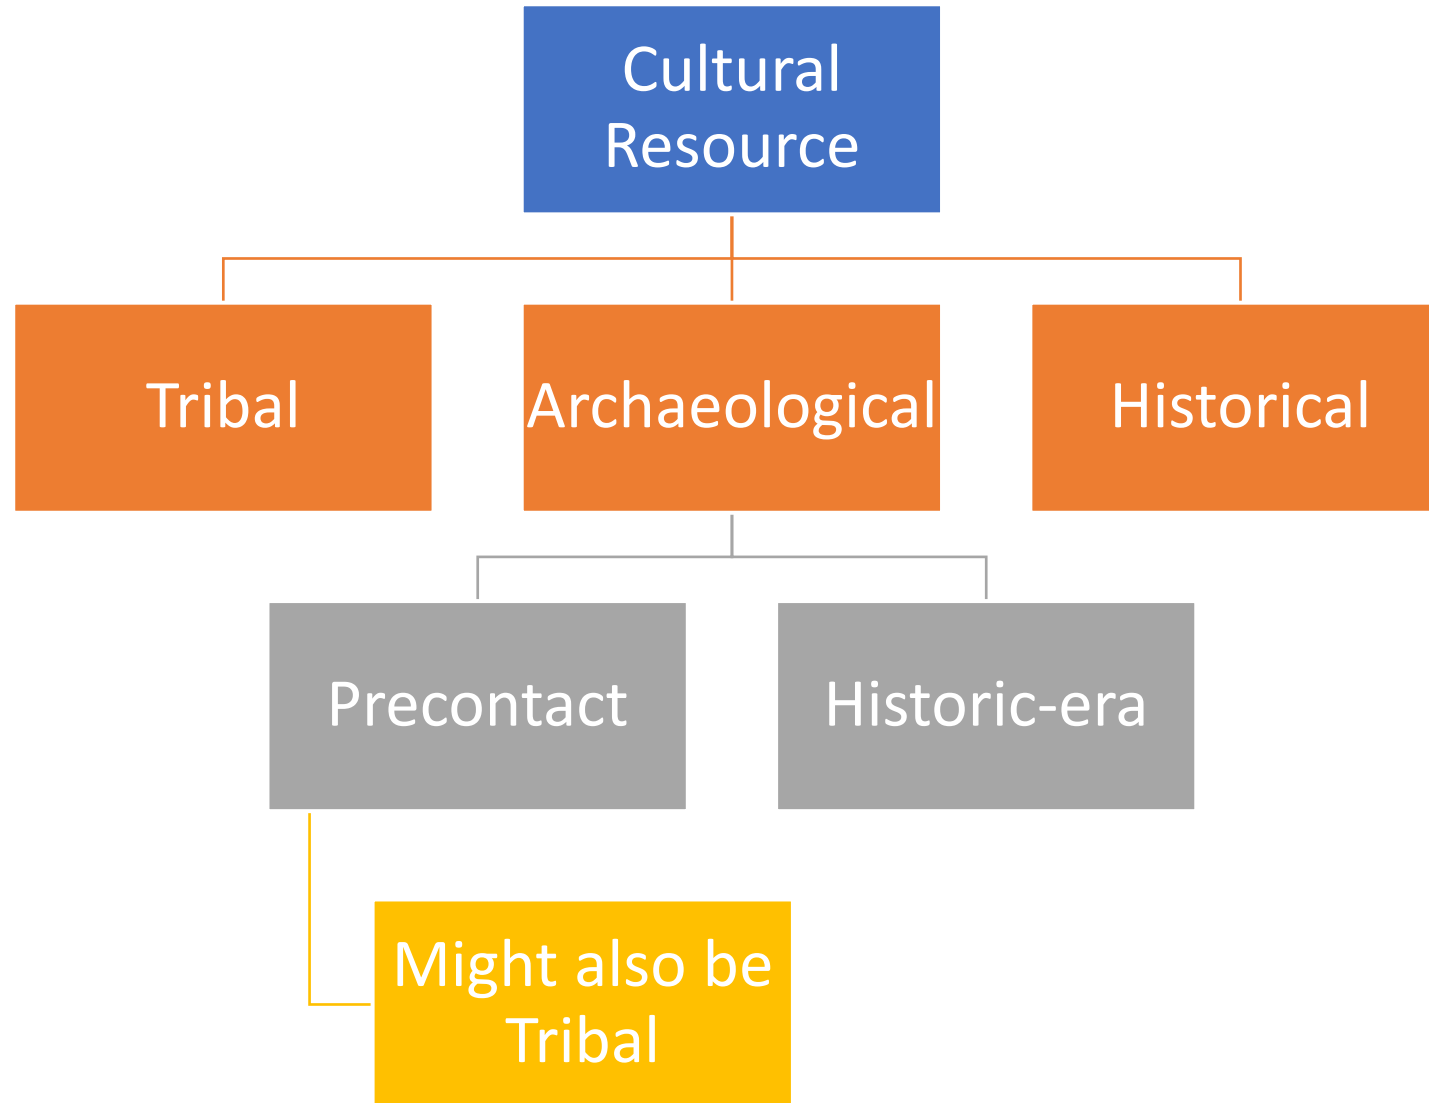 Cultural
Resource
Tribal
Archaeological
Historical
Precontact
Historic-era
Might also be
Tribal